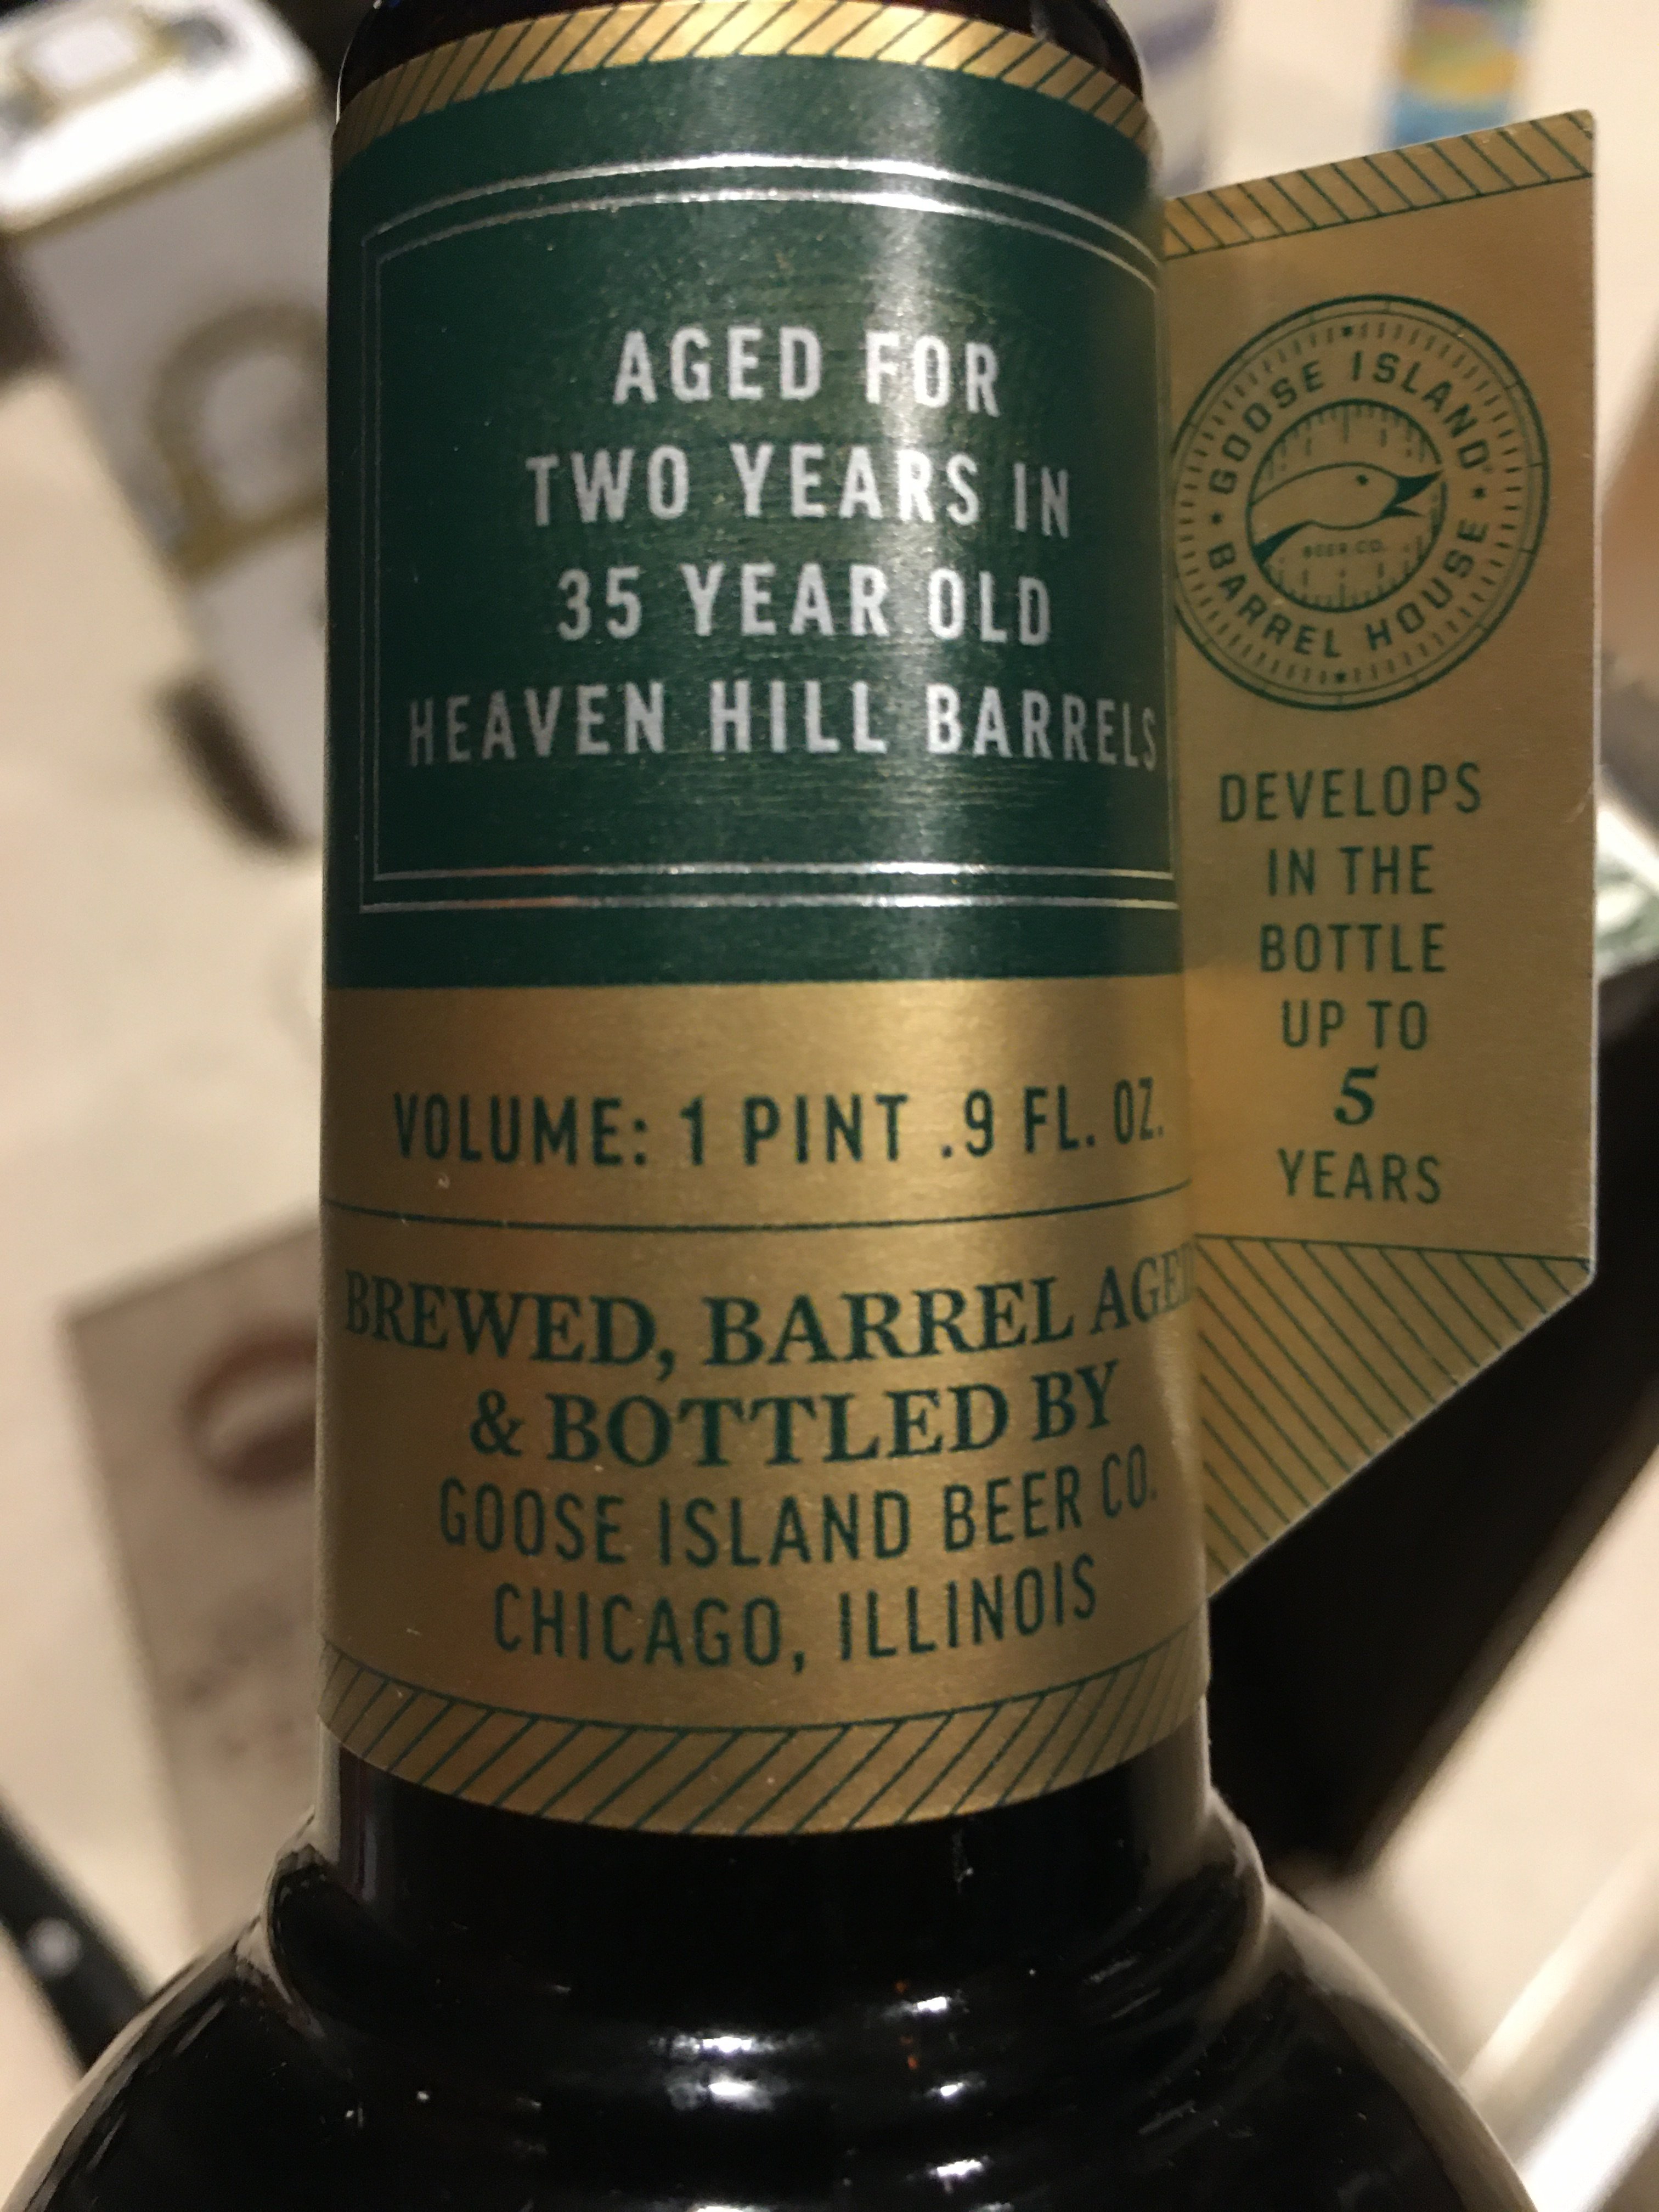 AGED FOR
TWO YEARS IN
35 YEAR OLD
HEAVEN HILL BARRELS
VOLUME: 1 PINT .9 FL. OZ.
BREWED, BARREL AGED
& BOTTLED BY
GOOSE ISLAND BEER CO.
CHICAGO, ILLINOIS
GOOSE ISLAND
BEER CO.
BARREL HOUSE
DEVELOPS
IN THE
BOTTLE
UP TO
5
YEARS